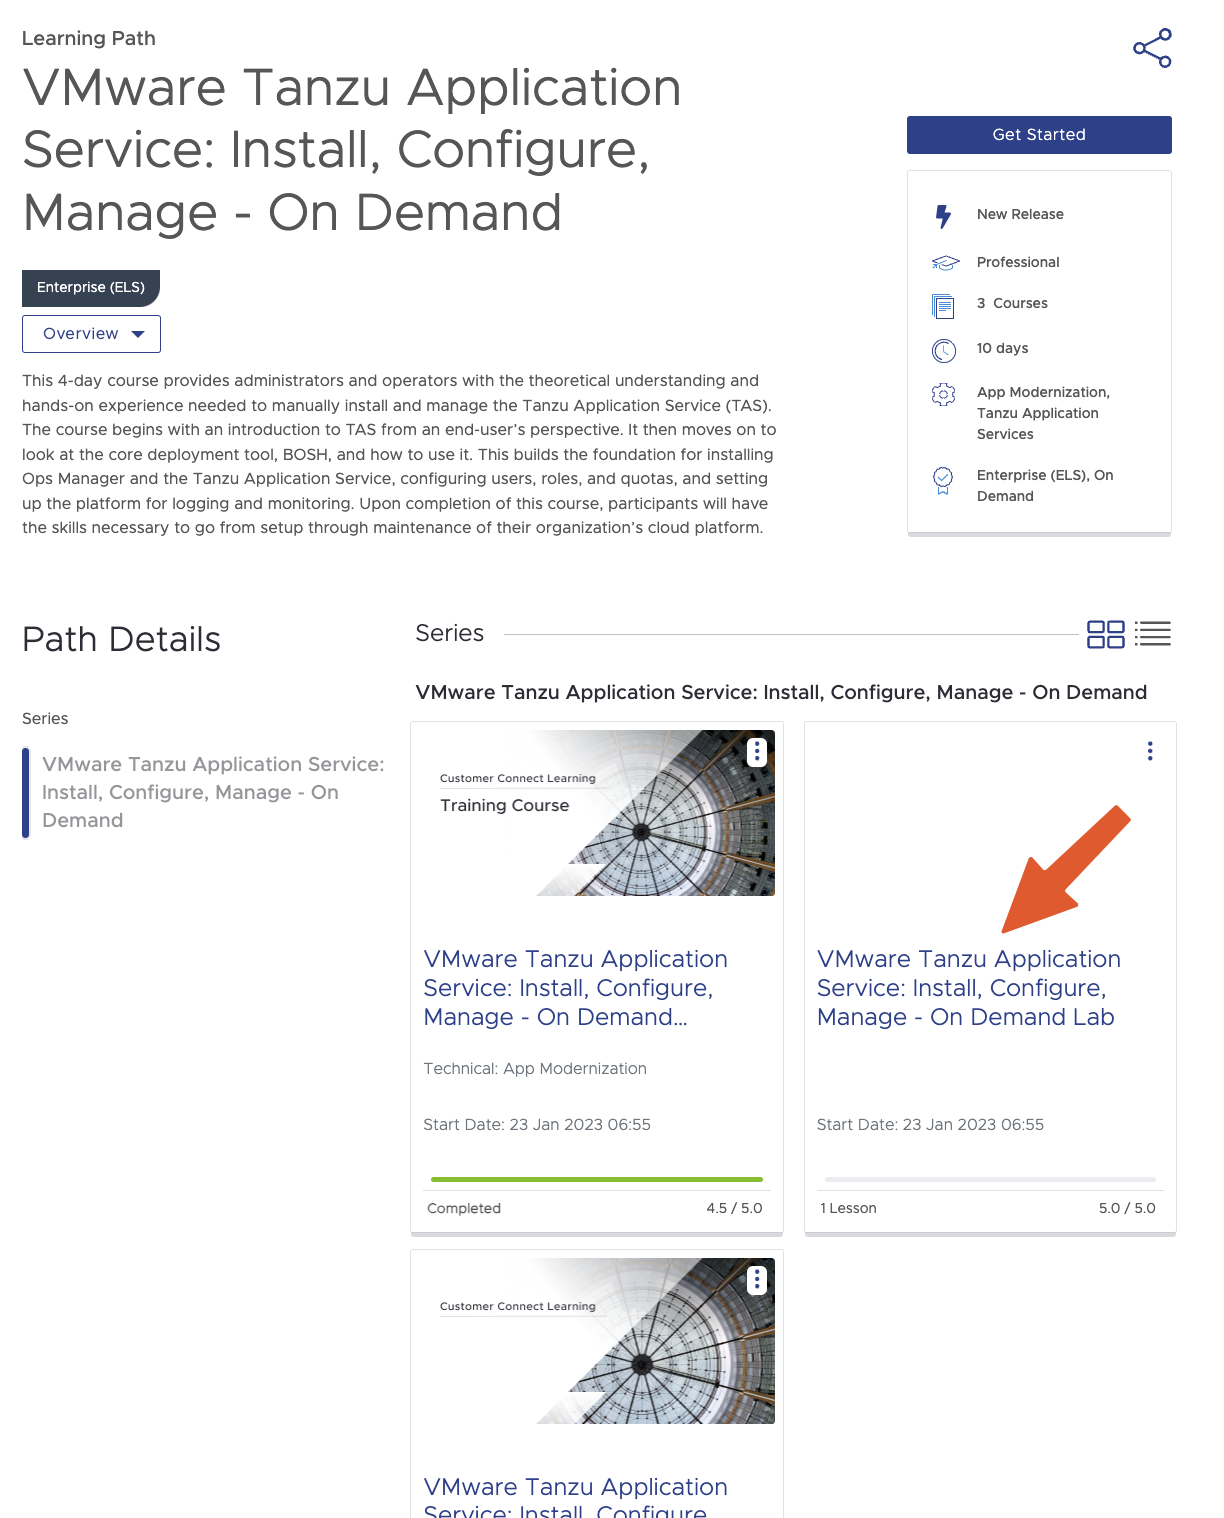 Learning Path
VMware Tanzu Application
Service: Install, Configure,
Manage - On Demand
Enterprise (ELS)
Overview
This 4-day course provides administrators and operators with the theoretical understanding and
hands-on experience needed to manually install and manage the Tanzu Application Service (TAS).
The course begins with an introduction to TAS from an end-user’s perspective. It then moves on to
look at the core deployment tool, BOSH, and how to use it. This builds the foundation for installing
Ops Manager and the Tanzu Application Service, configuring users, roles, and quotas, and setting
up the platform for logging and monitoring. Upon completion of this course, participants will have
the skills necessary to go from setup through maintenance of their organization’s cloud platform.
Get Started
New Release
Professional
3 Courses
10 days
App Modernization,
Tanzu Application
Services
Enterprise (ELS), On
Demand
Path Details
Series
VMware Tanzu Application Service:
Install, Configure, Manage - On
Demand
Series
VMware Tanzu Application Service: Install, Configure, Manage - On Demand
Customer Connect Learning
Training Course
VMware Tanzu Application
Service: Install, Configure,
Manage - On Demand...
Technical: App Modernization
Start Date: 23 Jan 2023 06:55
Completed
4.5 / 5.0
VMware Tanzu Application
Service: Install, Configure,
Manage - On Demand Lab
Start Date: 23 Jan 2023 06:55
1 Lesson
5.0 / 5.0
Customer Connect Learning
VMware Tanzu Application
Service: Install, Configure,